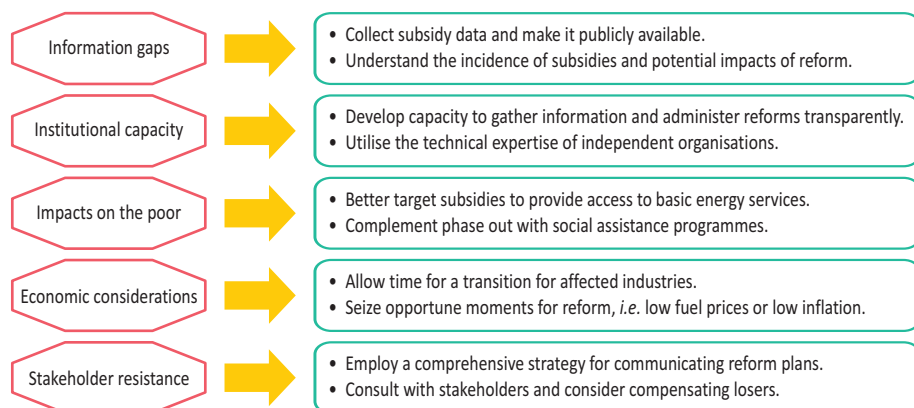 Information gaps
• Collect subsidy data and make it publicly available.
• Understand the incidence of subsidies and potential impacts of reform.
Institutional capacity
• Develop capacity to gather information and administer reforms transparently.
• Utilise the technical expertise of independent organisations.
Impacts on the poor
• Better target subsidies to provide access to basic energy services.
• Complement phase out with social assistance programmes.
Economic considerations
• Allow time for a transition for affected industries.
• Seize opportune moments for reform, i.e. low fuel prices or low inflation.
Stakeholder resistance
• Employ a comprehensive strategy for communicating reform plans.
• Consult with stakeholders and consider compensating losers.